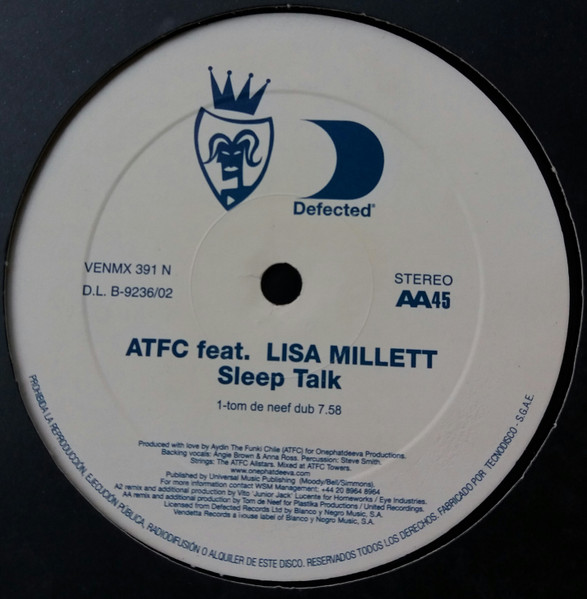 Defected®
VENMX 391 N
D.L. B-9236/02
STEREO
AA45
ATFC feat. LISA MILLETT
Sleep Talk
1-tom de neef dub 7.58
Produced with love by Aydin The Funki Chile (ATFC) for Onephatdeeva Productions.
Backing vocals: Angie Brown & Anna Ross. Percussion: Steve Smith.
Strings: The ATFC Allstars. Mixed at ATFC Towers.
www.onephatdeeva.com
Published by Universal Music Publishing (Moody/Bell/Simmons).
For more information contact WSM Management: +44 20 8964 8964
A2 remix and additional production by Vito 'Junior Jack' Lucente for Homeworks / Eye Industries.
AA remix and additional production by Tom de Neef for Plastika Productions / United Recordings.
Licensed from Defected Records Ltd by Blanco y Negro Music, S.A.
Vendetta Records a house label of Blanco y Negro Music, S.A.
PROHIBIDA LA REPRODUCCIÓN, EJECUCIÓN PÚBLICA, RADIODIFUSIÓN O ALQUILER DE ESTE DISCO. RESERVADOS TODOS LOS DERECHOS. FABRICADO POR TECNODISCO - S.G.A.E.